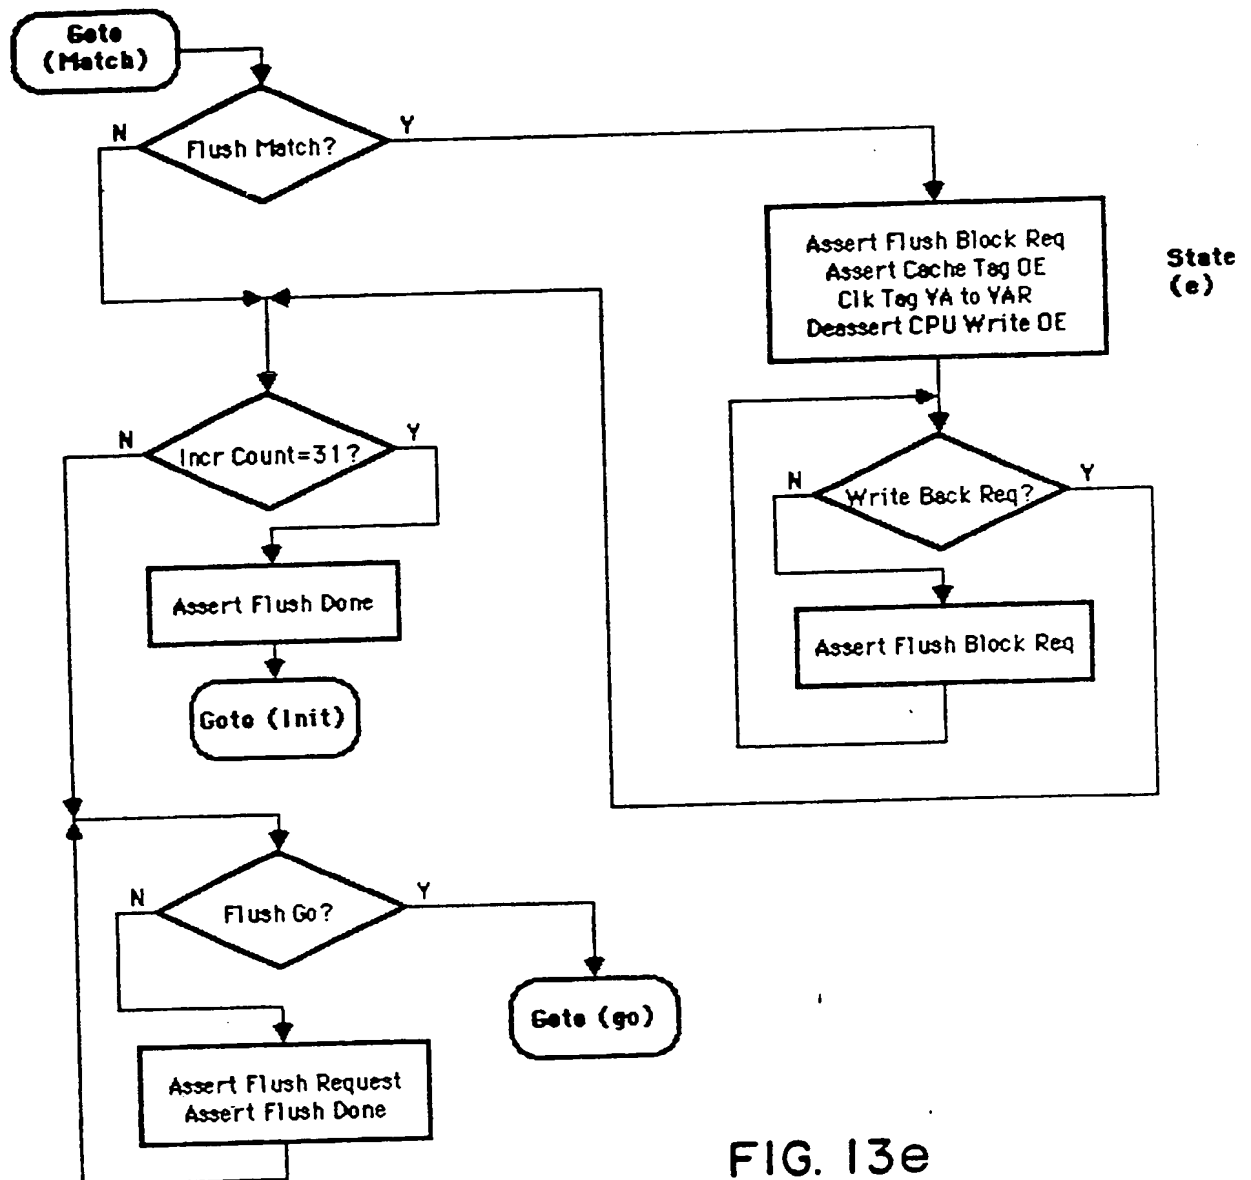 Goto
(Match)
Flush Match?
N
Y
Assert Flush Block Req
Assert Cache Tag OE
Clk Tag VA to VAR
Deassert CPU Write OE
State
(e)
Incr Count=31?
N
Y
Write Back Req?
N
Y
Assert Flush Done
Assert Flush Block Req
Goto (Init)
Flush Go?
N
Y
Goto (go)
Assert Flush Request
Assert Flush Done
FIG. 13e